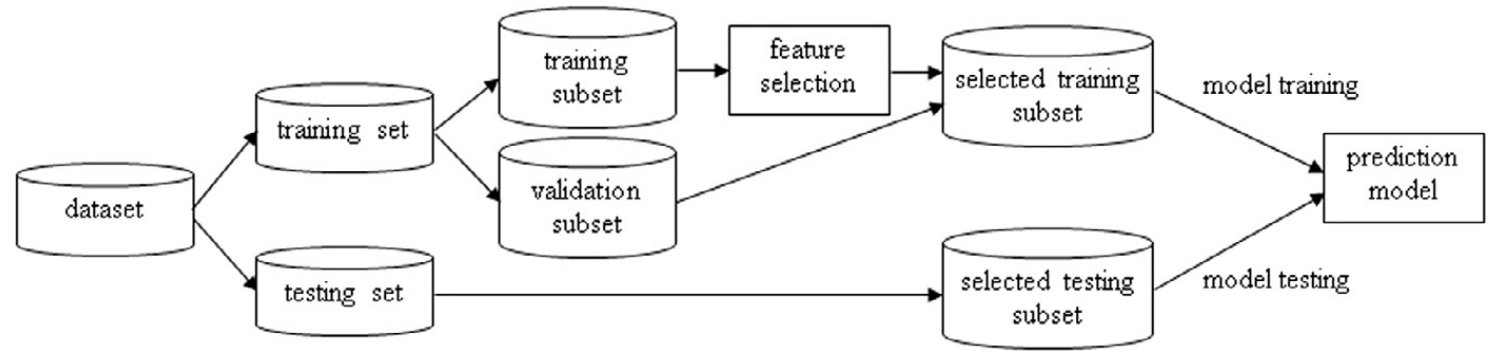 dataset
training set
testing set
training
subset
validation
subset
feature
selection
selected training
subset
selected testing
subset
model training
model testing
prediction
model